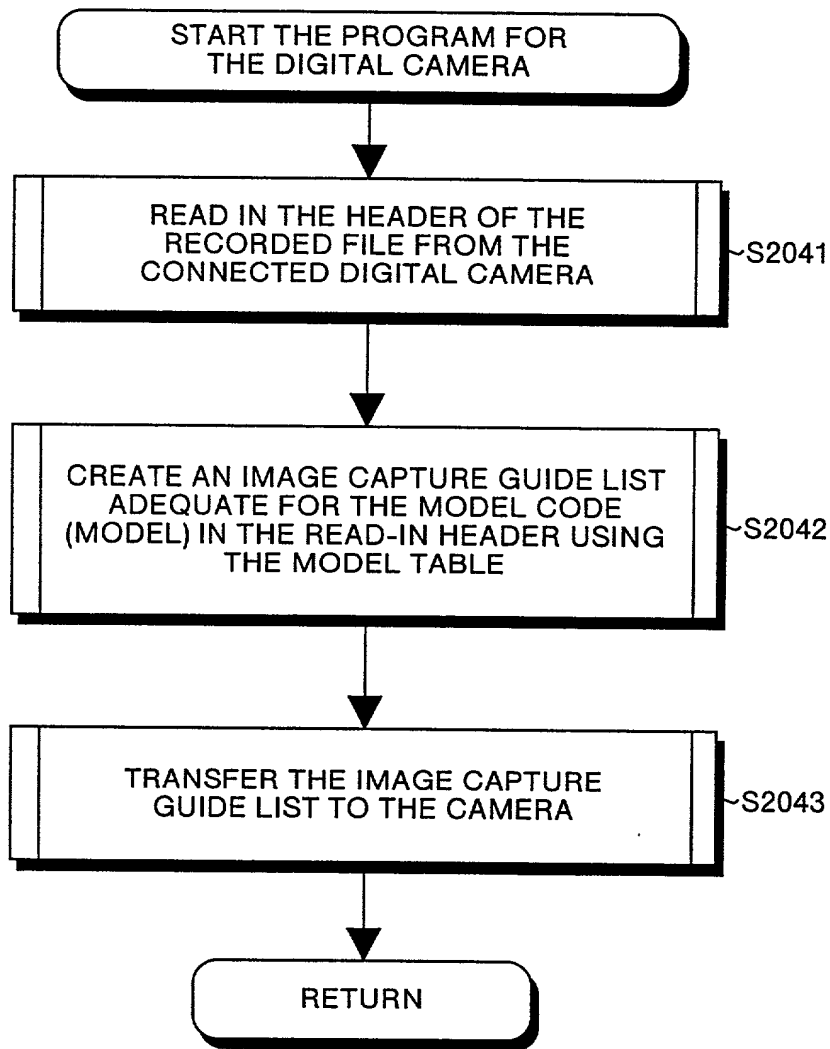 START THE PROGRAM FOR
THE DIGITAL CAMERA
READ IN THE HEADER OF THE
RECORDED FILE FROM THE
CONNECTED DIGITAL CAMERA
S2041
CREATE AN IMAGE CAPTURE GUIDE LIST
ADEQUATE FOR THE MODEL CODE
(MODEL) IN THE READ-IN HEADER USING
THE MODEL TABLE
S2042
TRANSFER THE IMAGE CAPTURE
GUIDE LIST TO THE CAMERA
S2043
RETURN